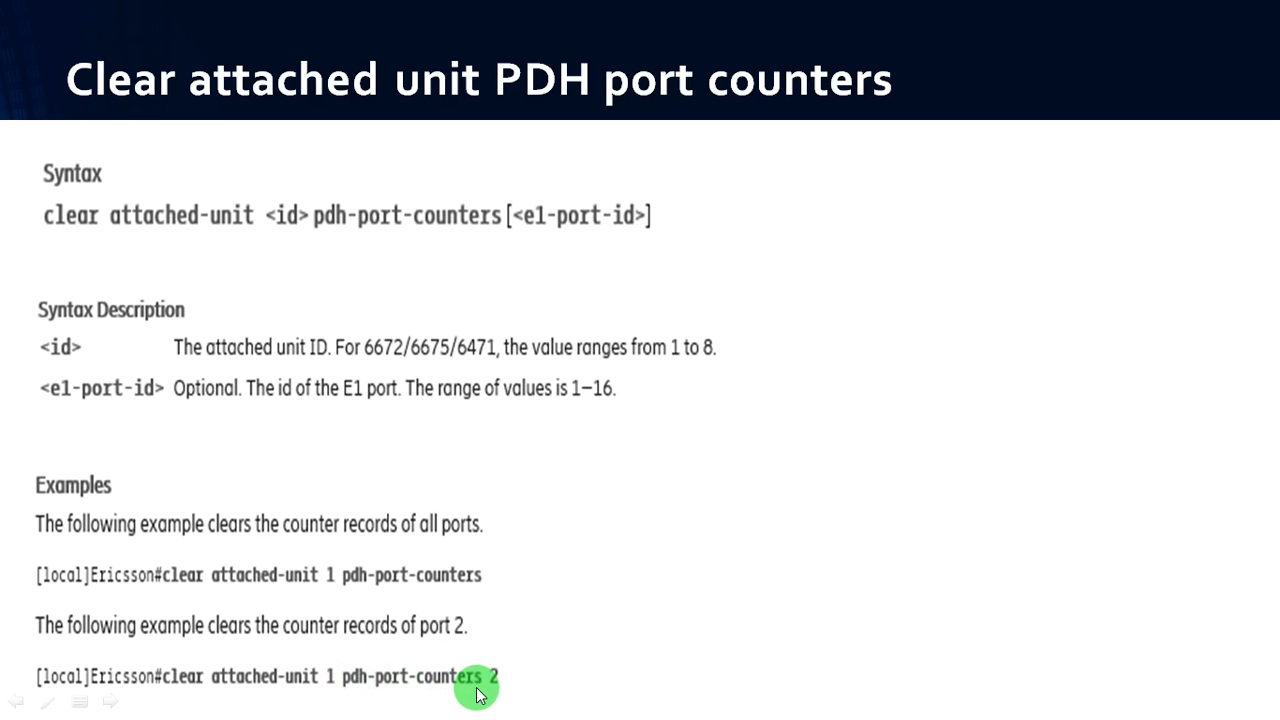 Clear attached unit PDH port counters
Syntax
clear attached-unit <id> pdh-port-counters [<e1-port-id>]
Syntax Description
<id> The attached unit ID. For 6672/6675/6471, the value ranges from 1 to 8.
<e1-port-id> Optional. The id of the E1 port. The range of values is 1–16.
Examples
The following example clears the counter records of all ports.
[local]Ericsson#clear attached-unit 1 pdh-port-counters
The following example clears the counter records of port 2.
[local]Ericsson#clear attached-unit 1 pdh-port-counters 2